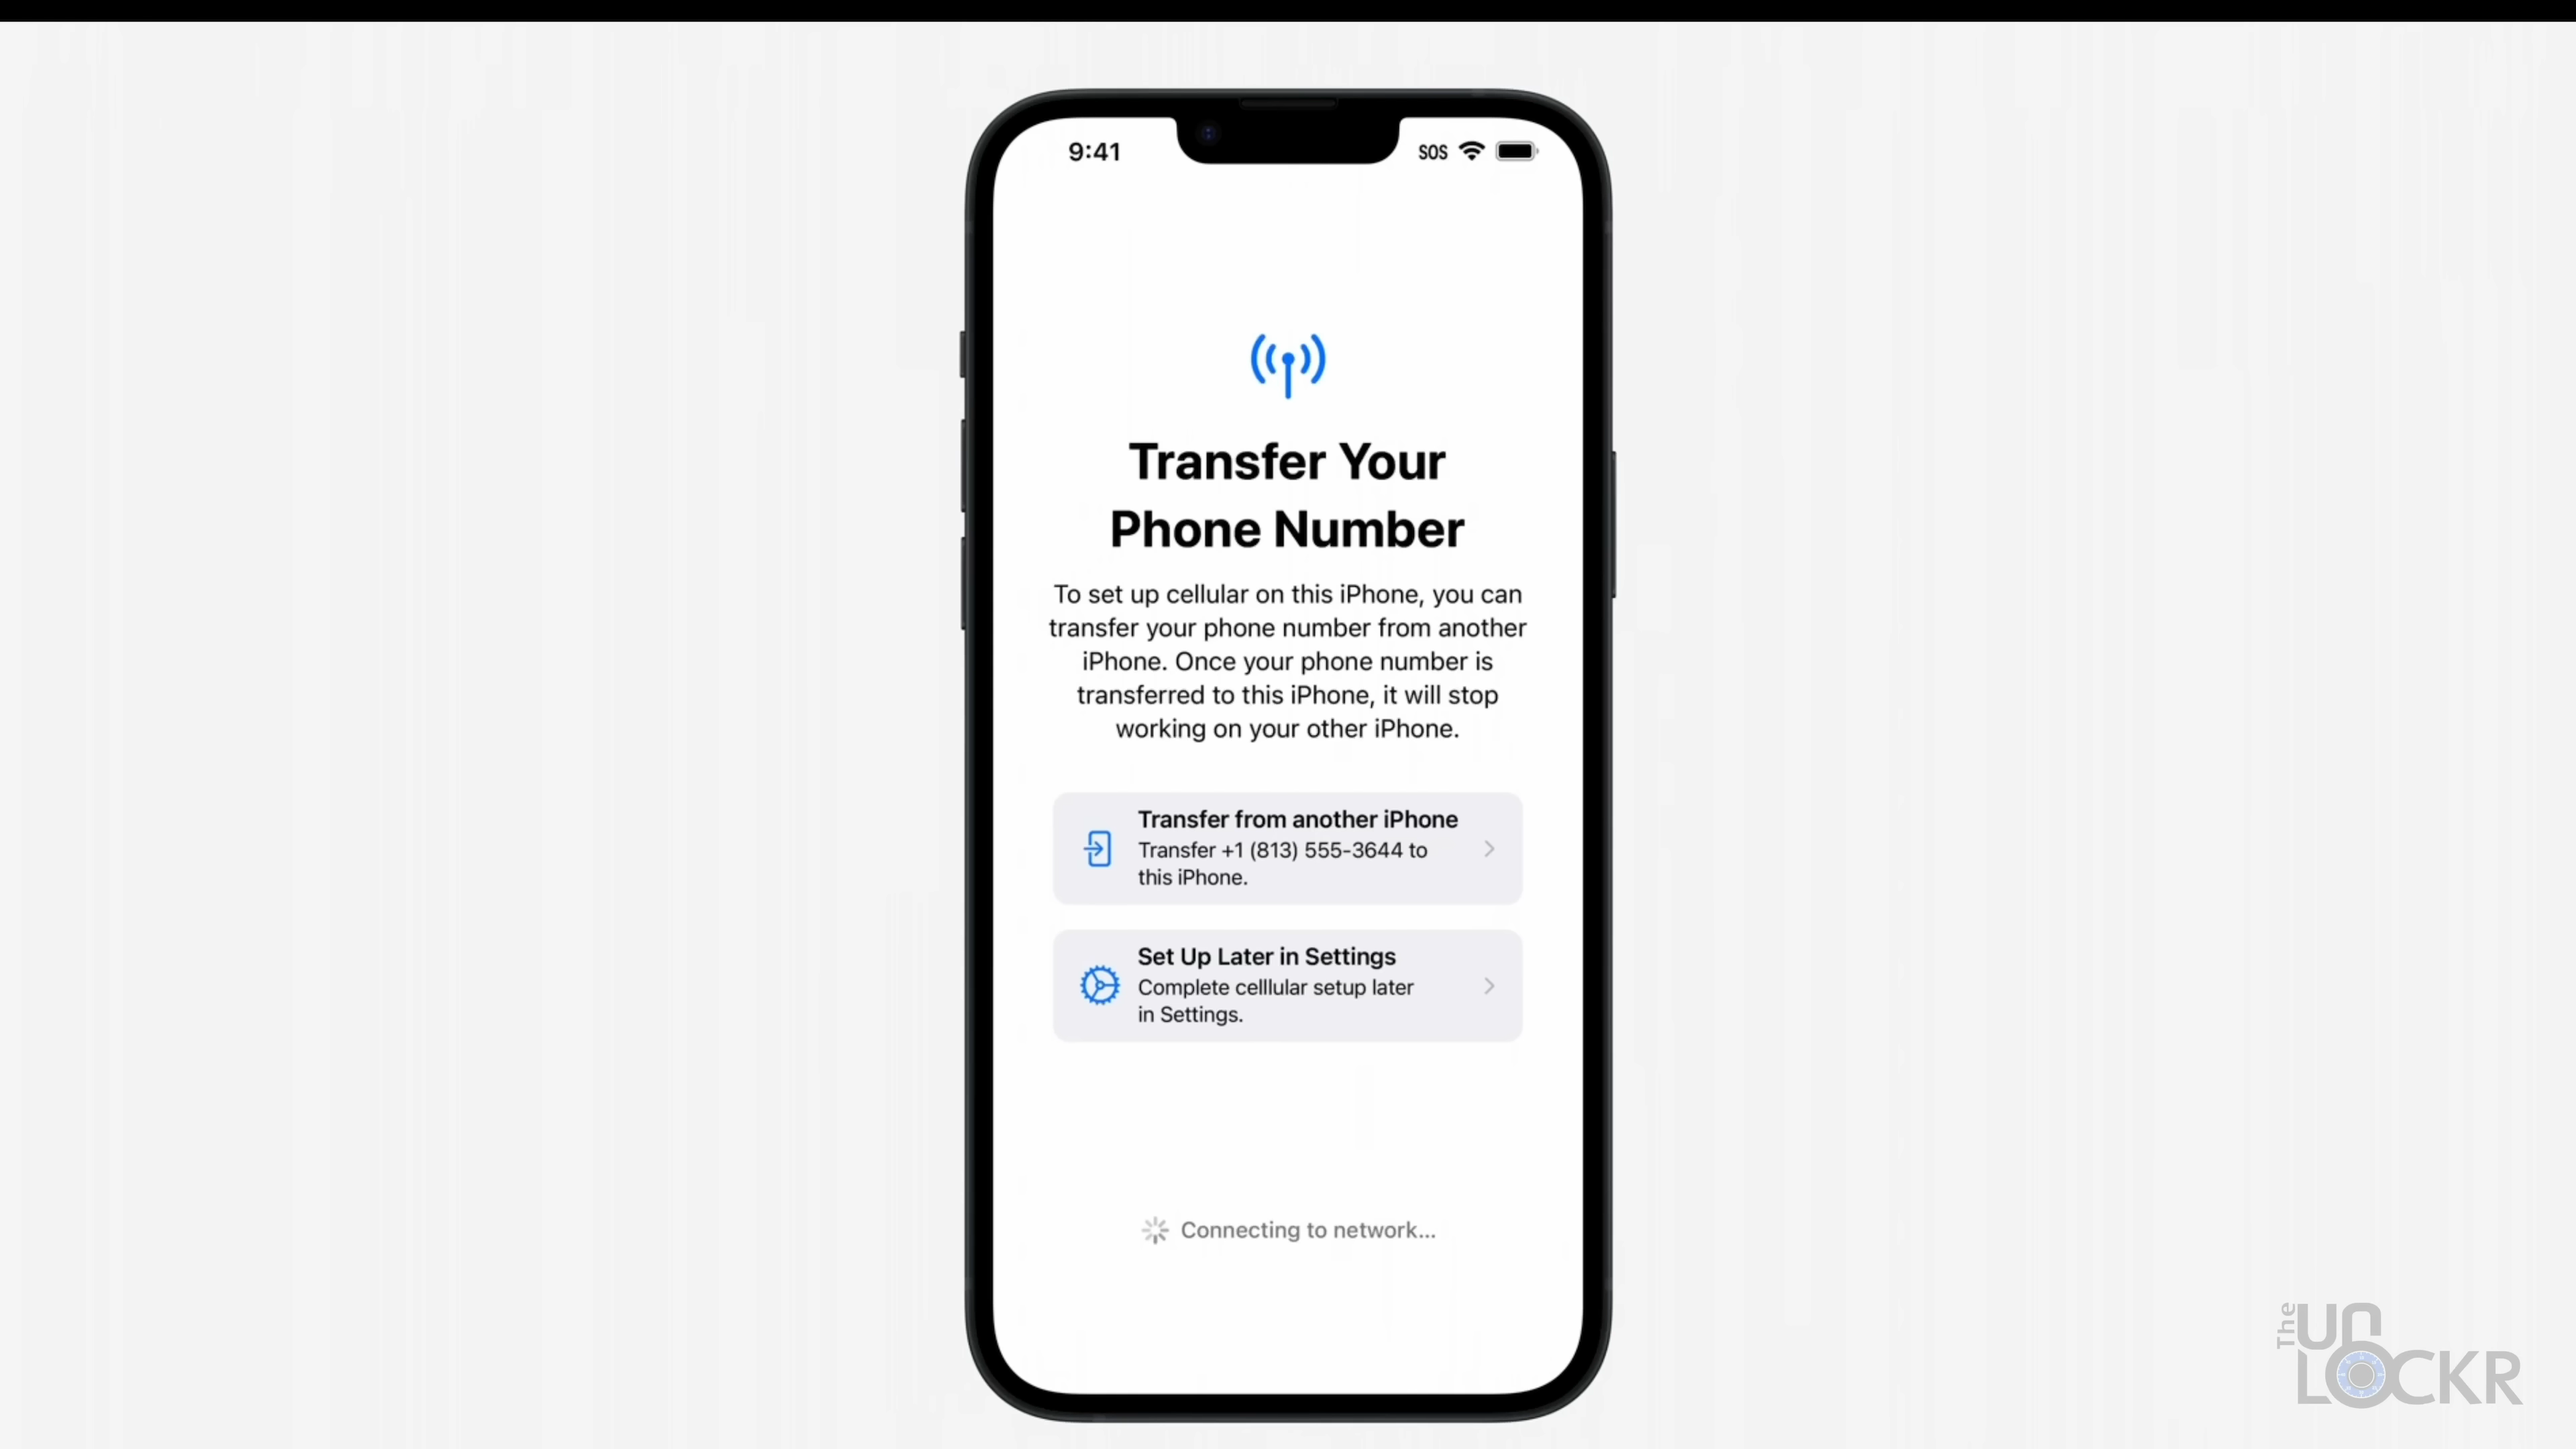 9:41
SOS
Transfer Your
Phone Number
To set up cellular on this iPhone, you can
transfer your phone number from another
iPhone. Once your phone number is
transferred to this iPhone, it will stop
working on your other iPhone.
Transfer from another iPhone
Transfer +1 (813) 555-3644 to
this iPhone.
Set Up Later in Settings
Complete celllular setup later
in Settings.
Connecting to network...
The
UN
LOCKR